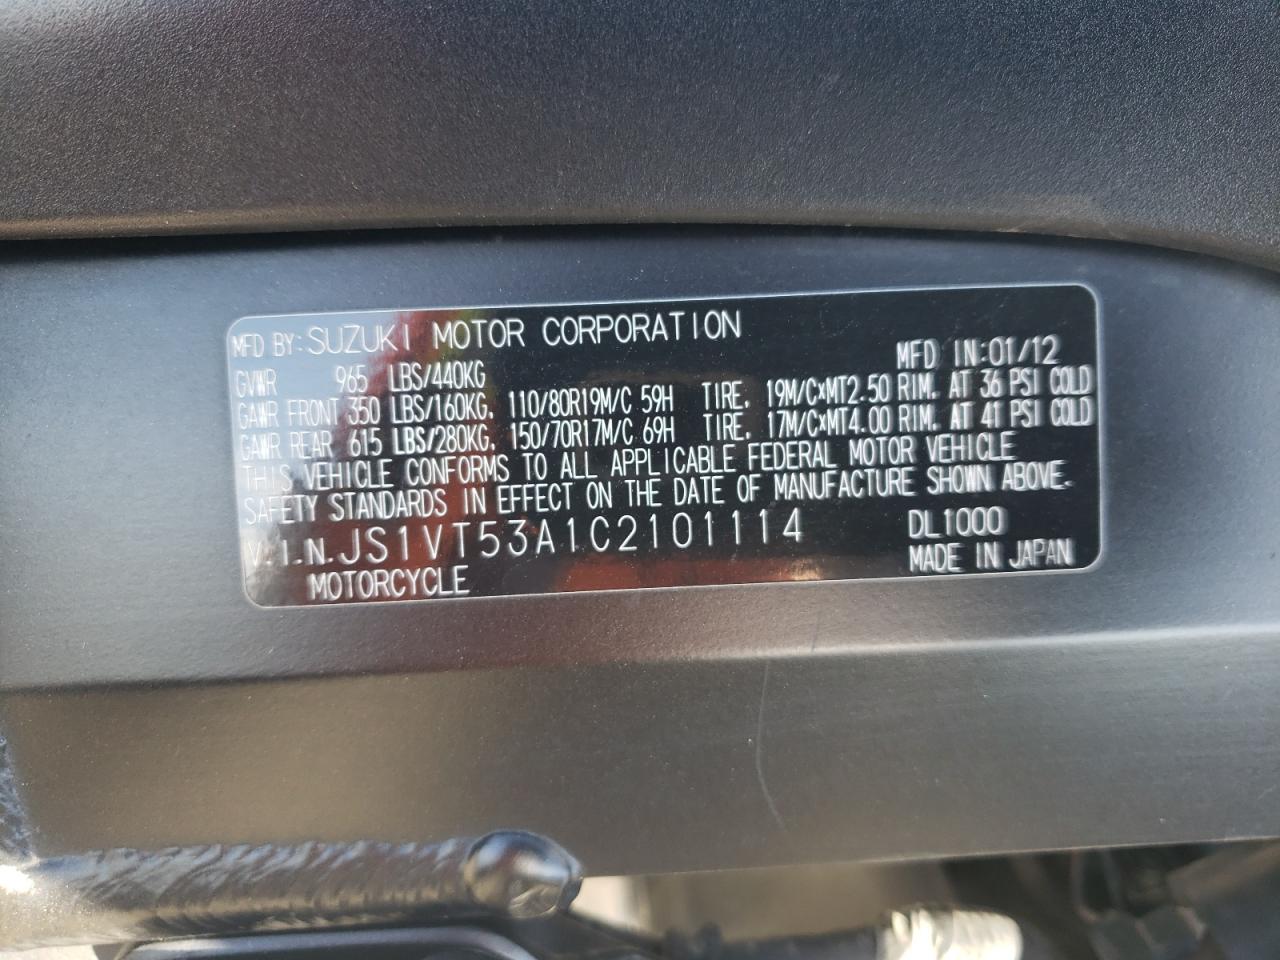 MFD BY:SUZUKI MOTOR CORPORATION
MFD IN:01/12
GVWR 965 LBS/440KG
GAWR FRONT 350 LBS/160KG, 110/80R19M/C 59H TIRE, 19M/C×MT2.50 RIM. AT 36 PSI COLD
GAWR REAR 615 LBS/280KG, 150/70R17M/C 69H TIRE, 17M/C×MT4.00 RIM. AT 41 PSI COLD
THIS VEHICLE CONFORMS TO ALL APPLICABLE FEDERAL MOTOR VEHICLE
SAFETY STANDARDS IN EFFECT ON THE DATE OF MANUFACTURE SHOWN ABOVE.
V.I.N.JS1VT53A1C2101114 DL1000
MOTORCYCLE MADE IN JAPAN